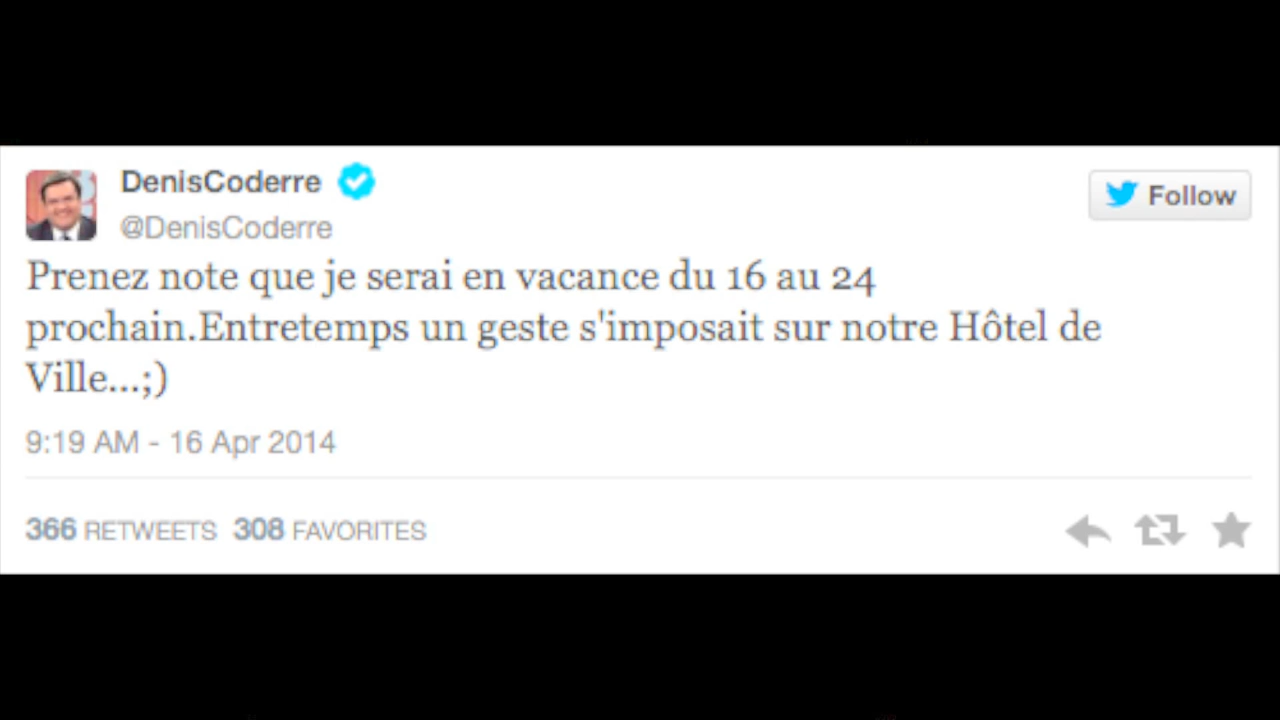 DenisCoderre
Follow
@DenisCoderre
Prenez note que je serai en vacance du 16 au 24
prochain.Entretemps un geste s'imposait sur notre Hôtel de
Ville...;)
9:19 AM - 16 Apr 2014
366 RETWEETS 308 FAVORITES